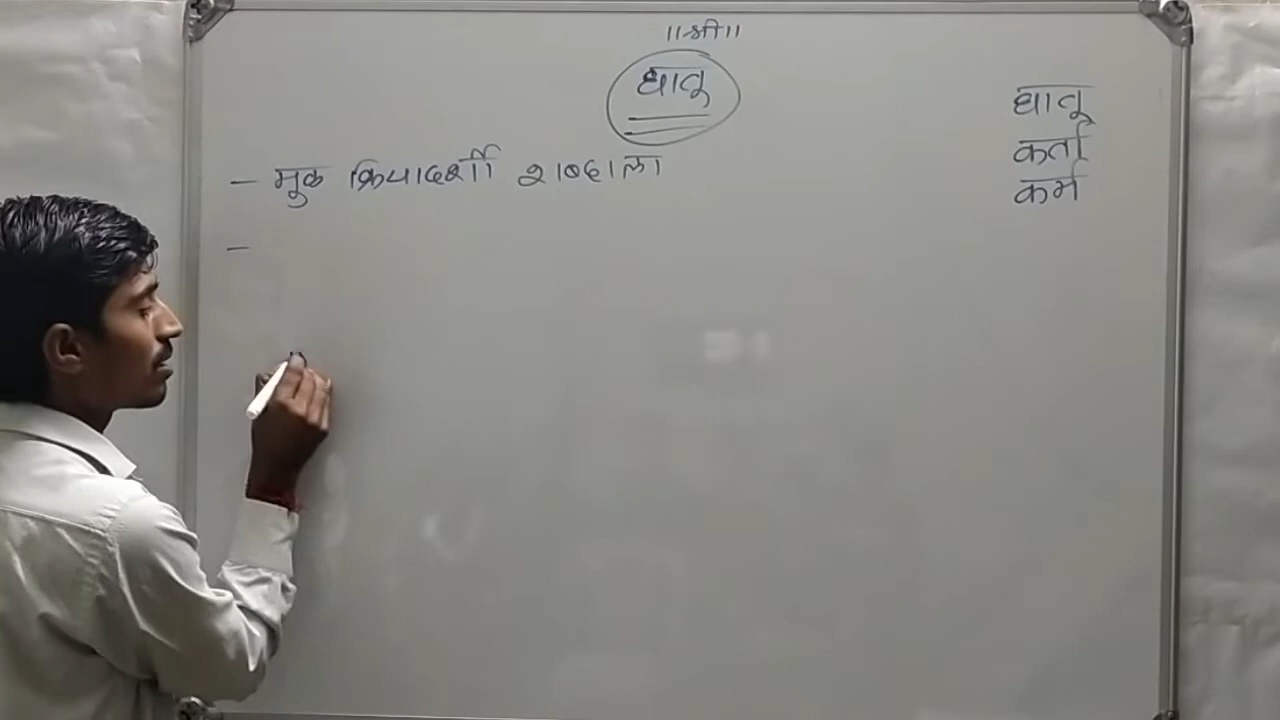 ॥श्री॥
धातू
– मूळ क्रियादर्शी शब्दाला
–
धातू
कर्ता
कर्म